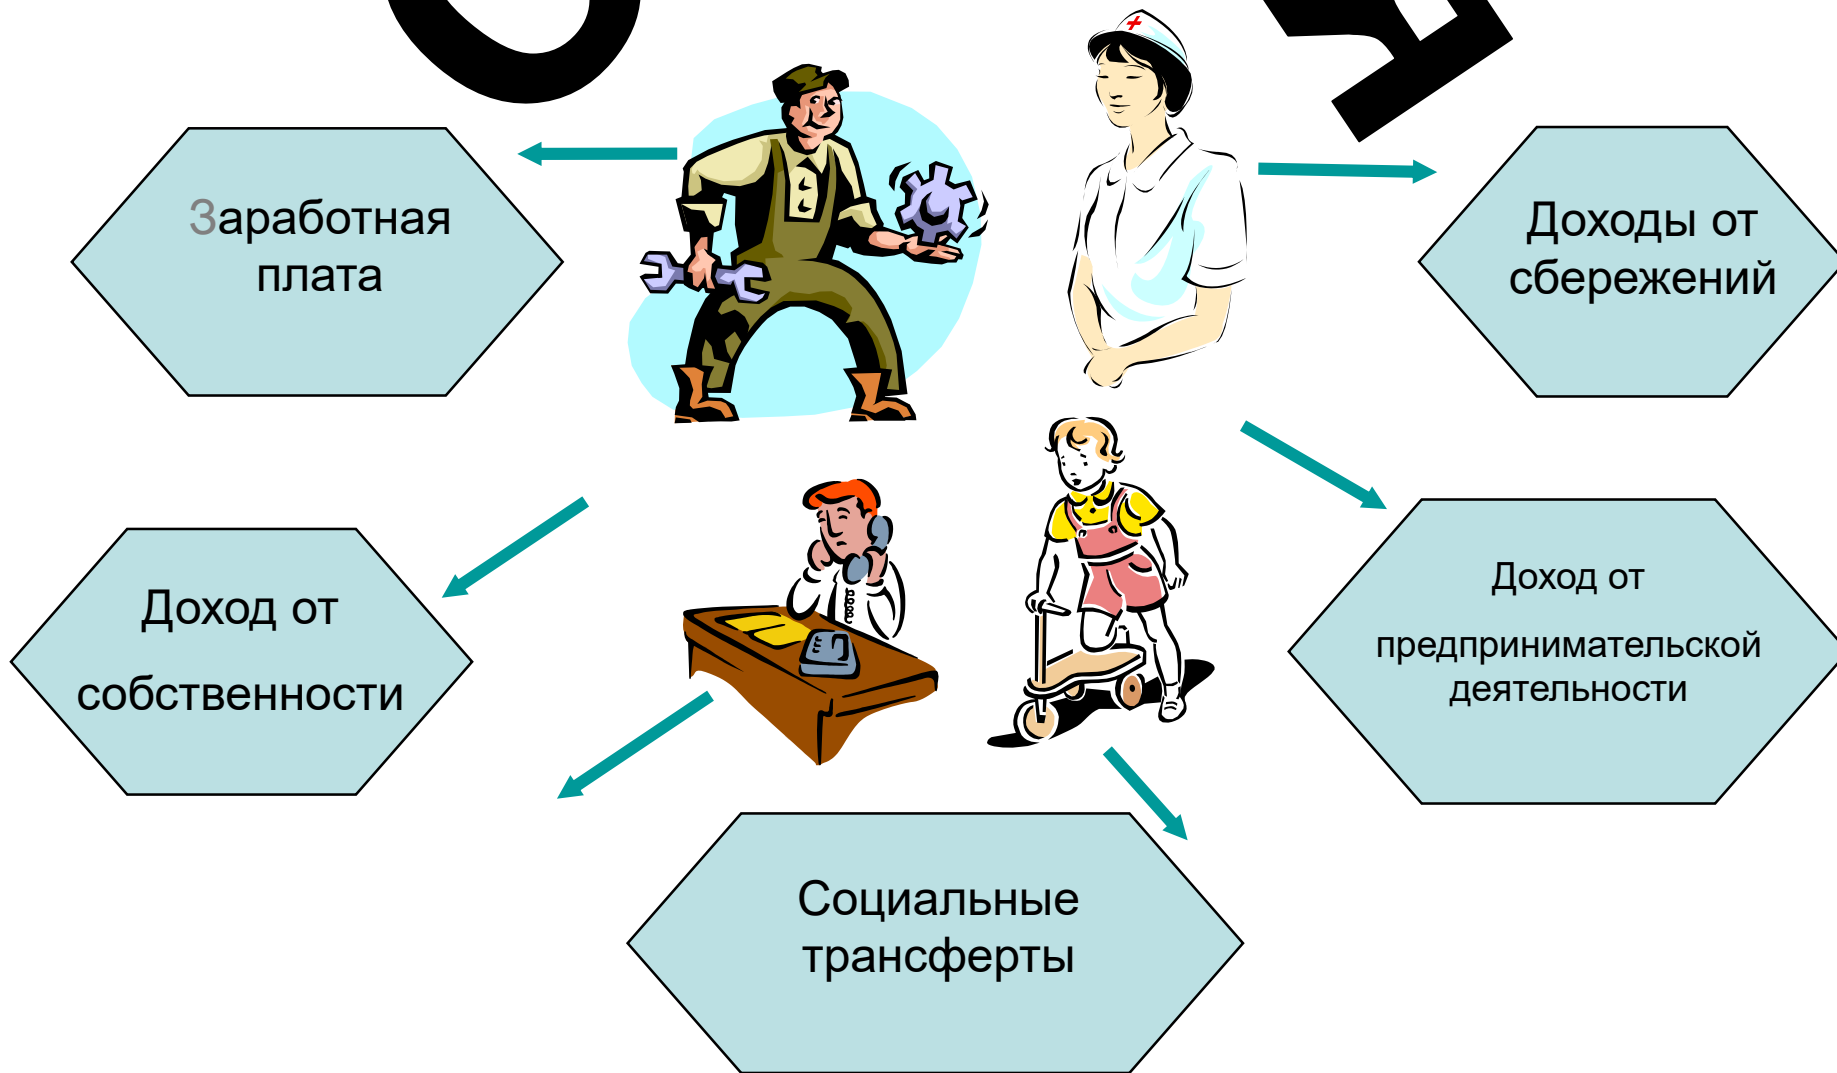 Заработная
плата
Доходы от
сбережений
Доход от
собственности
Доход от
предпринимательской
деятельности
Социальные
трансферты